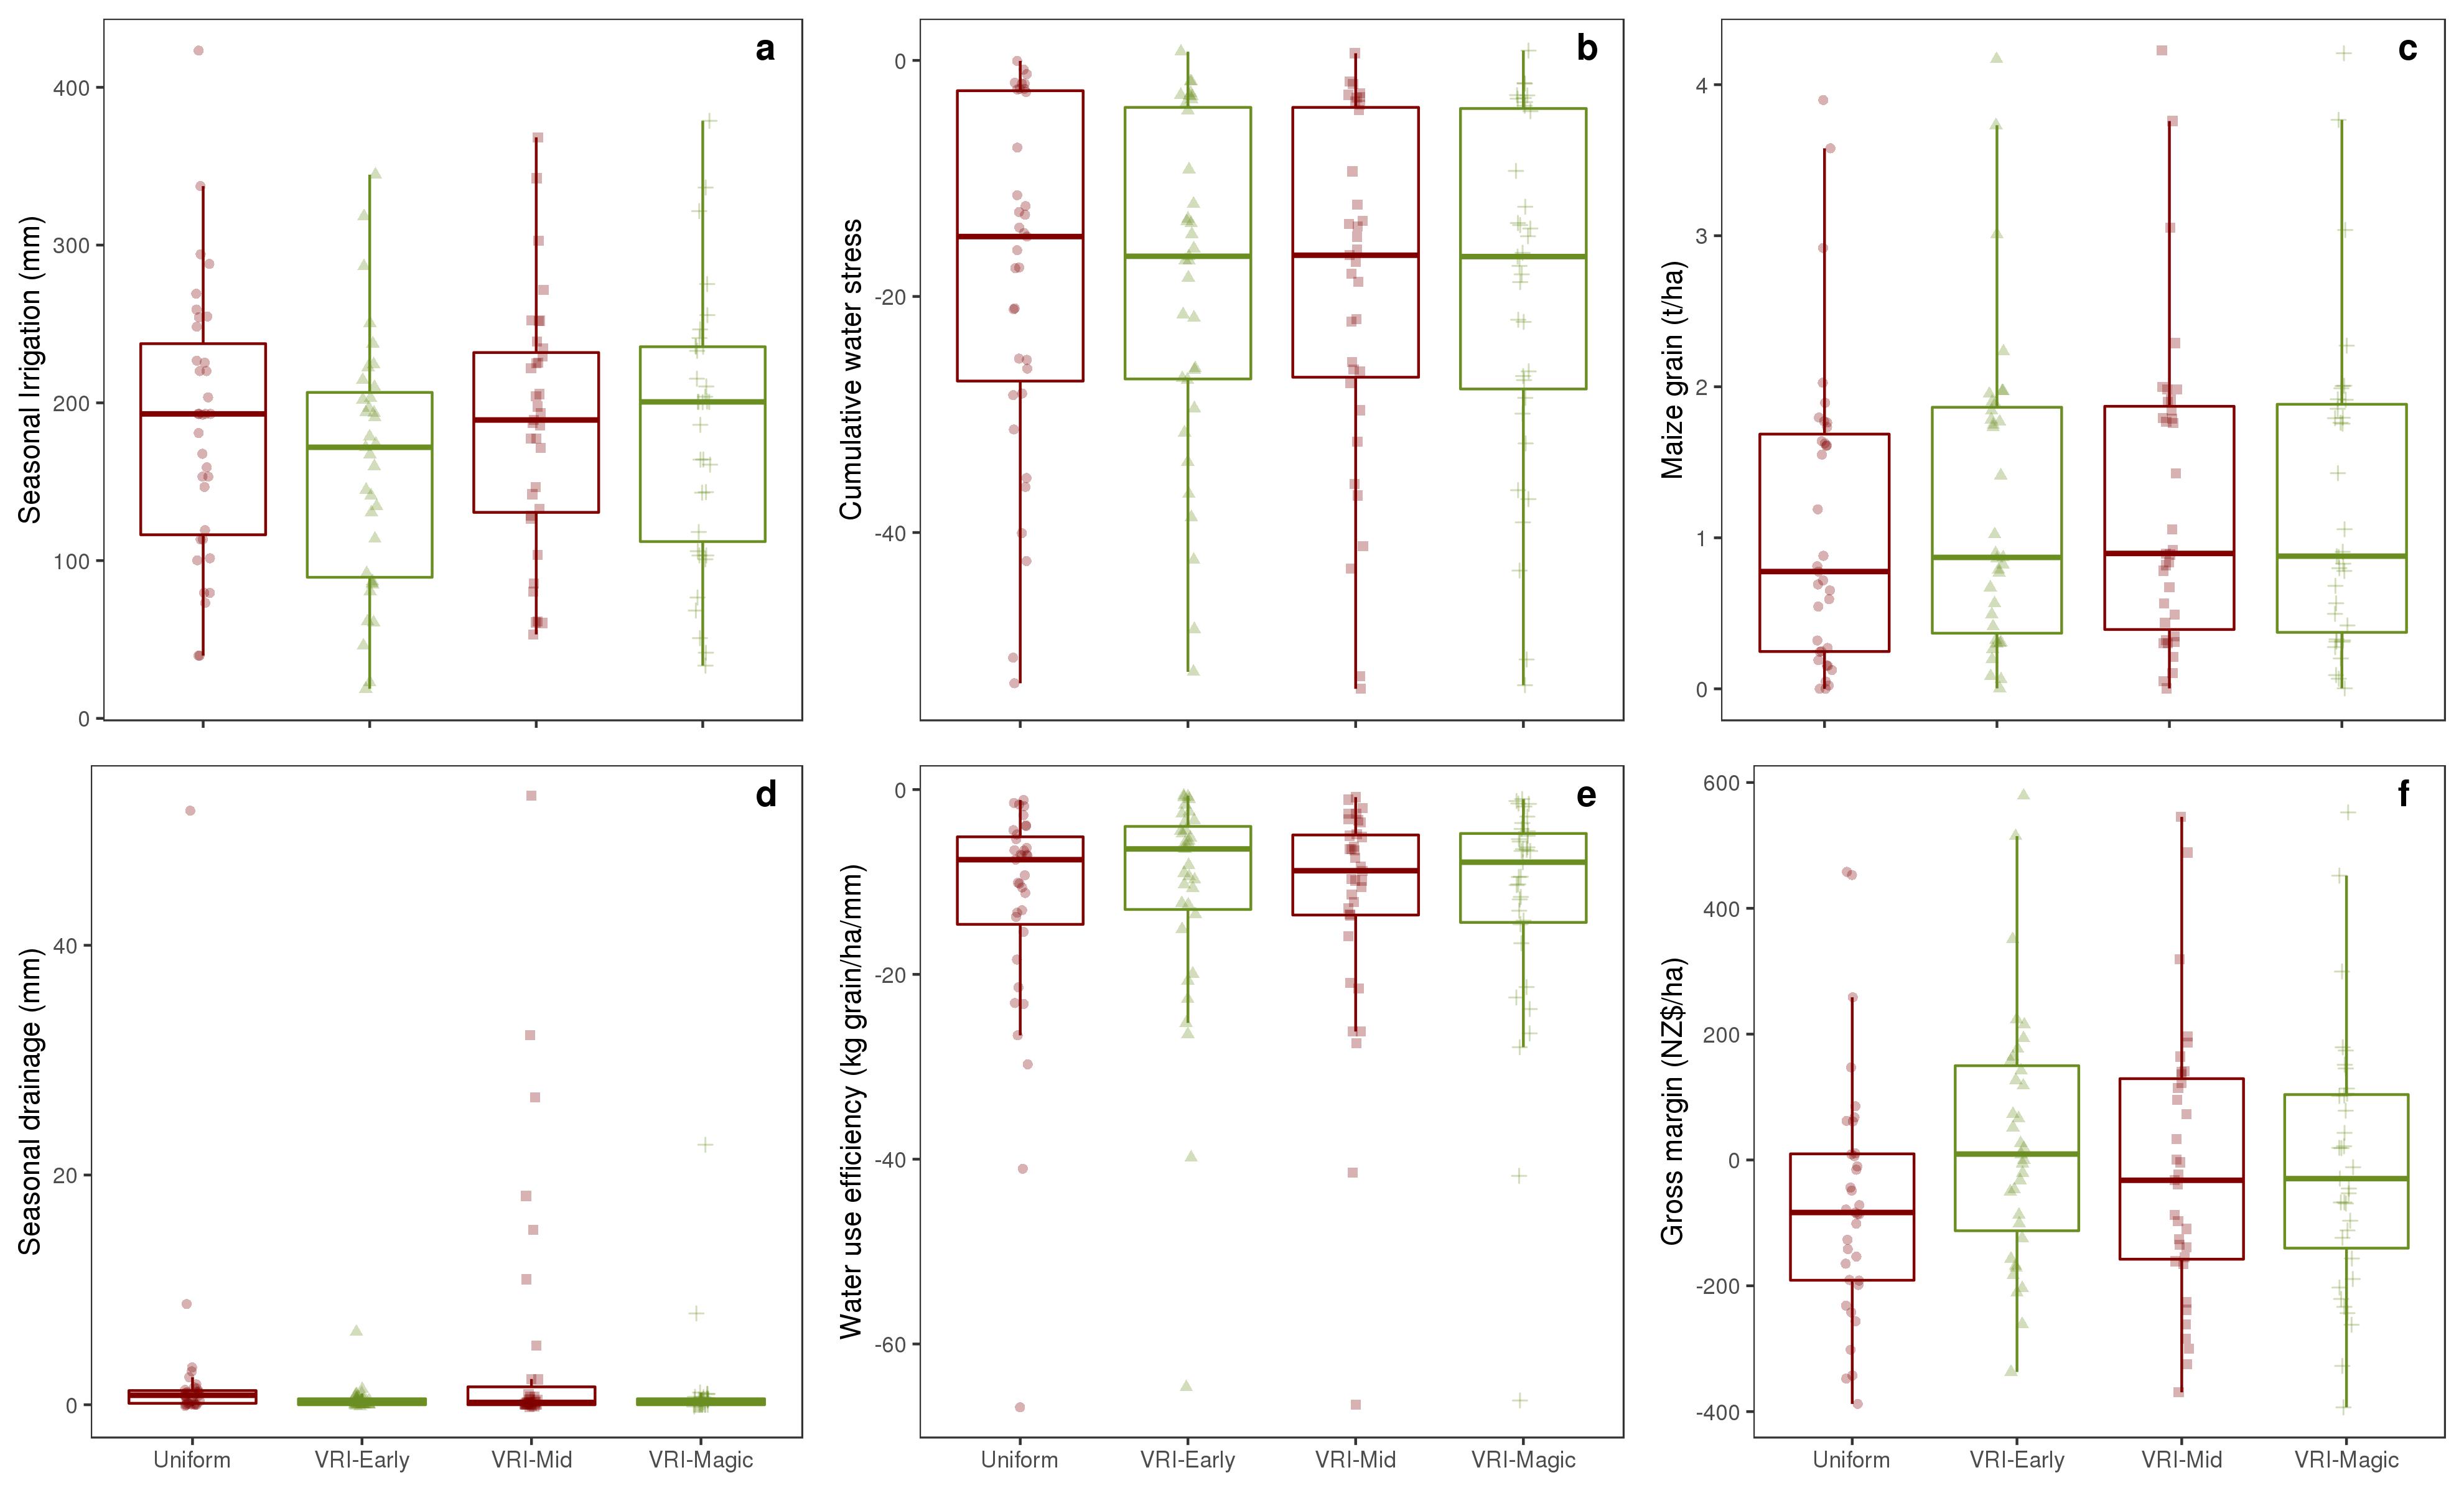 a
Seasonal Irrigation (mm)
400
300
200
100
0
b
Cumulative water stress
0
-20
-40
c
Maize grain (t/ha)
4
3
2
1
0
d
Seasonal drainage (mm)
40
20
0
Uniform VRI-Early VRI-Mid VRI-Magic
e
Water use efficiency (kg grain/ha/mm)
0
-20
-40
-60
Uniform VRI-Early VRI-Mid VRI-Magic
f
Gross margin (NZ$/ha)
600
400
200
0
-200
-400
Uniform VRI-Early VRI-Mid VRI-Magic